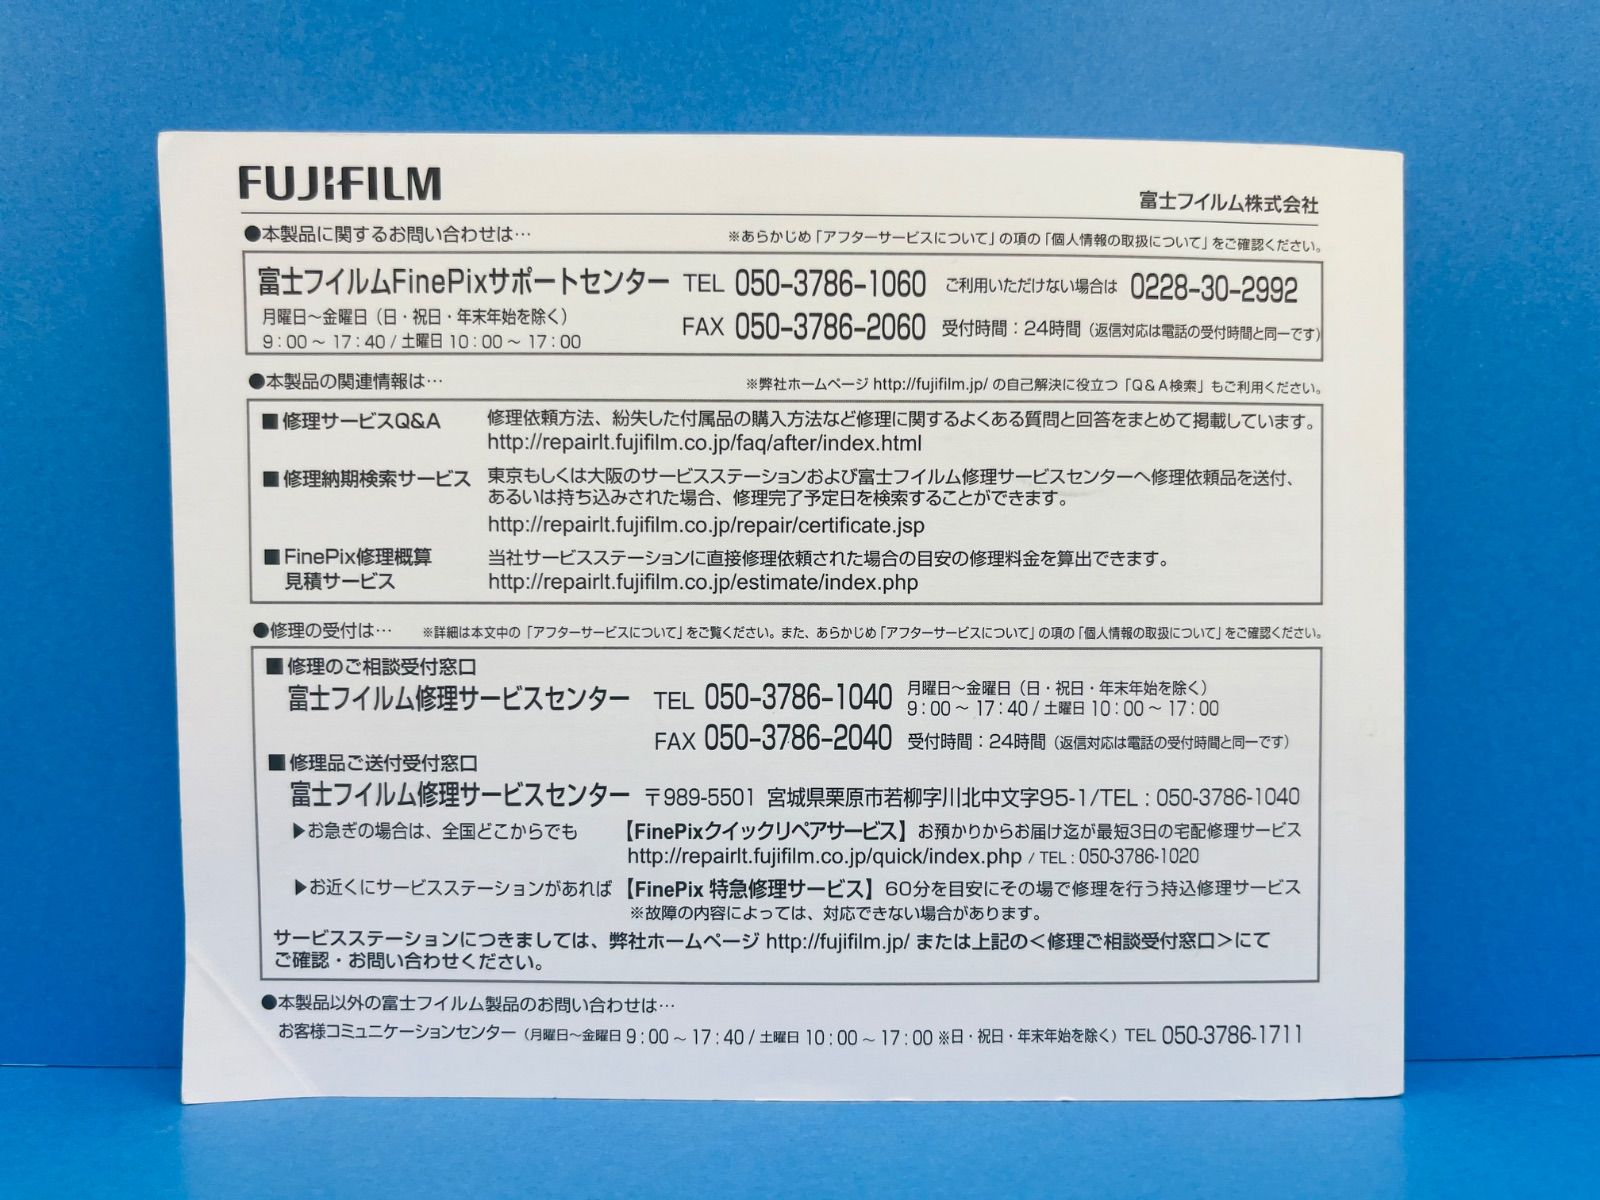 FUJIFILM
富士フイルム株式会社
●本製品に関するお問い合わせは… ※あらかじめ「アフターサービスについて」の項の「個人情報の取扱について」をご確認ください。
富士フイルムFinePixサポートセンター TEL 050-3786-1060 ご利用いただけない場合は 0228-30-2992
月曜日～金曜日（日・祝日・年末年始を除く） FAX 050-3786-2060 受付時間：24時間（返信対応は電話の受付時間と同一です）
9：00 ～ 17：40 / 土曜日 10：00 ～ 17：00
●本製品の関連情報は… ※弊社ホームページ http://fujifilm.jp/ の自己解決に役立つ「Q＆A検索」もご利用ください。
■修理サービスQ&A 修理依頼方法、紛失した付属品の購入方法など修理に関するよくある質問と回答をまとめて掲載しています。
http://repairlt.fujifilm.co.jp/faq/after/index.html
■修理納期検索サービス 東京もしくは大阪のサービスステーションおよび富士フイルム修理サービスセンターへ修理依頼品を送付、
あるいは持ち込みされた場合、修理完了予定日を検索することができます。
http://repairlt.fujifilm.co.jp/repair/certificate.jsp
■FinePix修理概算 当社サービスステーションに直接修理依頼された場合の目安の修理料金を算出できます。
見積サービス http://repairlt.fujifilm.co.jp/estimate/index.php
●修理の受付は… ※詳細は本文中の「アフターサービスについて」をご覧ください。また、あらかじめ「アフターサービスについて」の項の「個人情報の取扱について」をご確認ください。
■修理のご相談受付窓口
富士フイルム修理サービスセンター TEL 050-3786-1040 月曜日～金曜日（日・祝日・年末年始を除く）
9：00 ～ 17：40 / 土曜日 10：00 ～ 17：00
FAX 050-3786-2040 受付時間：24時間（返信対応は電話の受付時間と同一です）
■修理品ご送付受付窓口
富士フイルム修理サービスセンター 〒989-5501 宮城県栗原市若柳字川北中文字95-1/TEL：050-3786-1040
▶お急ぎの場合は、全国どこからでも 【FinePixクイックリペアサービス】お預かりからお届け迄が最短3日の宅配修理サービス
http://repairlt.fujifilm.co.jp/quick/index.php / TEL：050-3786-1020
▶お近くにサービスステーションがあれば 【FinePix 特急修理サービス】60分を目安にその場で修理を行う持込修理サービス
※故障の内容によっては、対応できない場合があります。
サービスステーションにつきましては、弊社ホームページ http://fujifilm.jp/ または上記の＜修理ご相談受付窓口＞にて
ご確認・お問い合わせください。
●本製品以外の富士フイルム製品のお問い合わせは…
お客様コミュニケーションセンター（月曜日～金曜日 9：00 ～ 17：40 / 土曜日 10：00 ～ 17：00 ※日・祝日・年末年始を除く）TEL 050-3786-1711